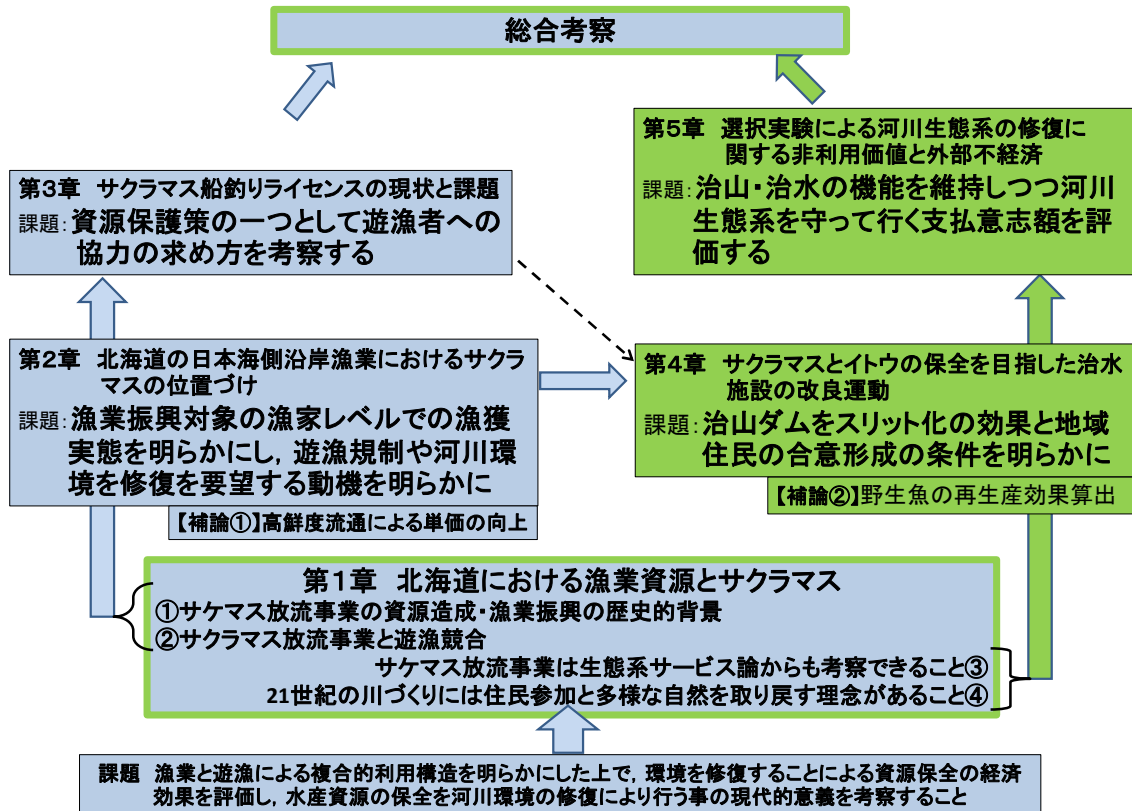 総合考察
第5章 選択実験による河川生態系の修復に
関する非利用価値と外部不経済
課題:治山・治水の機能を維持しつつ河川
生態系を守って行く支払意志額を評
価する
第3章 サクラマス船釣りライセンスの現状と課題
課題:資源保護策の一つとして遊漁者への
協力の求め方を考察する
第2章 北海道の日本海側沿岸漁業におけるサクラ
マスの位置づけ
課題:漁業振興対象の漁家レベルでの漁獲
実態を明らかにし,遊漁規制や河川環
境を修復を要望する動機を明らかに
【補論①】高鮮度流通による単価の向上
第4章 サクラマスとイトウの保全を目指した治水
施設の改良運動
課題:治山ダムをスリット化の効果と地域
住民の合意形成の条件を明らかに
【補論②】野生魚の再生産効果算出
第1章 北海道における漁業資源とサクラマス
①サケマス放流事業の資源造成・漁業振興の歴史的背景
②サクラマス放流事業と遊漁競合
サケマス放流事業は生態系サービス論からも考察できること③
21世紀の川づくりには住民参加と多様な自然を取り戻す理念があること④
課題 漁業と遊漁による複合的利用構造を明らかにした上で,環境を修復することによる資源保全の経済
効果を評価し,水産資源の保全を河川環境の修復により行う事の現代的意義を考察すること